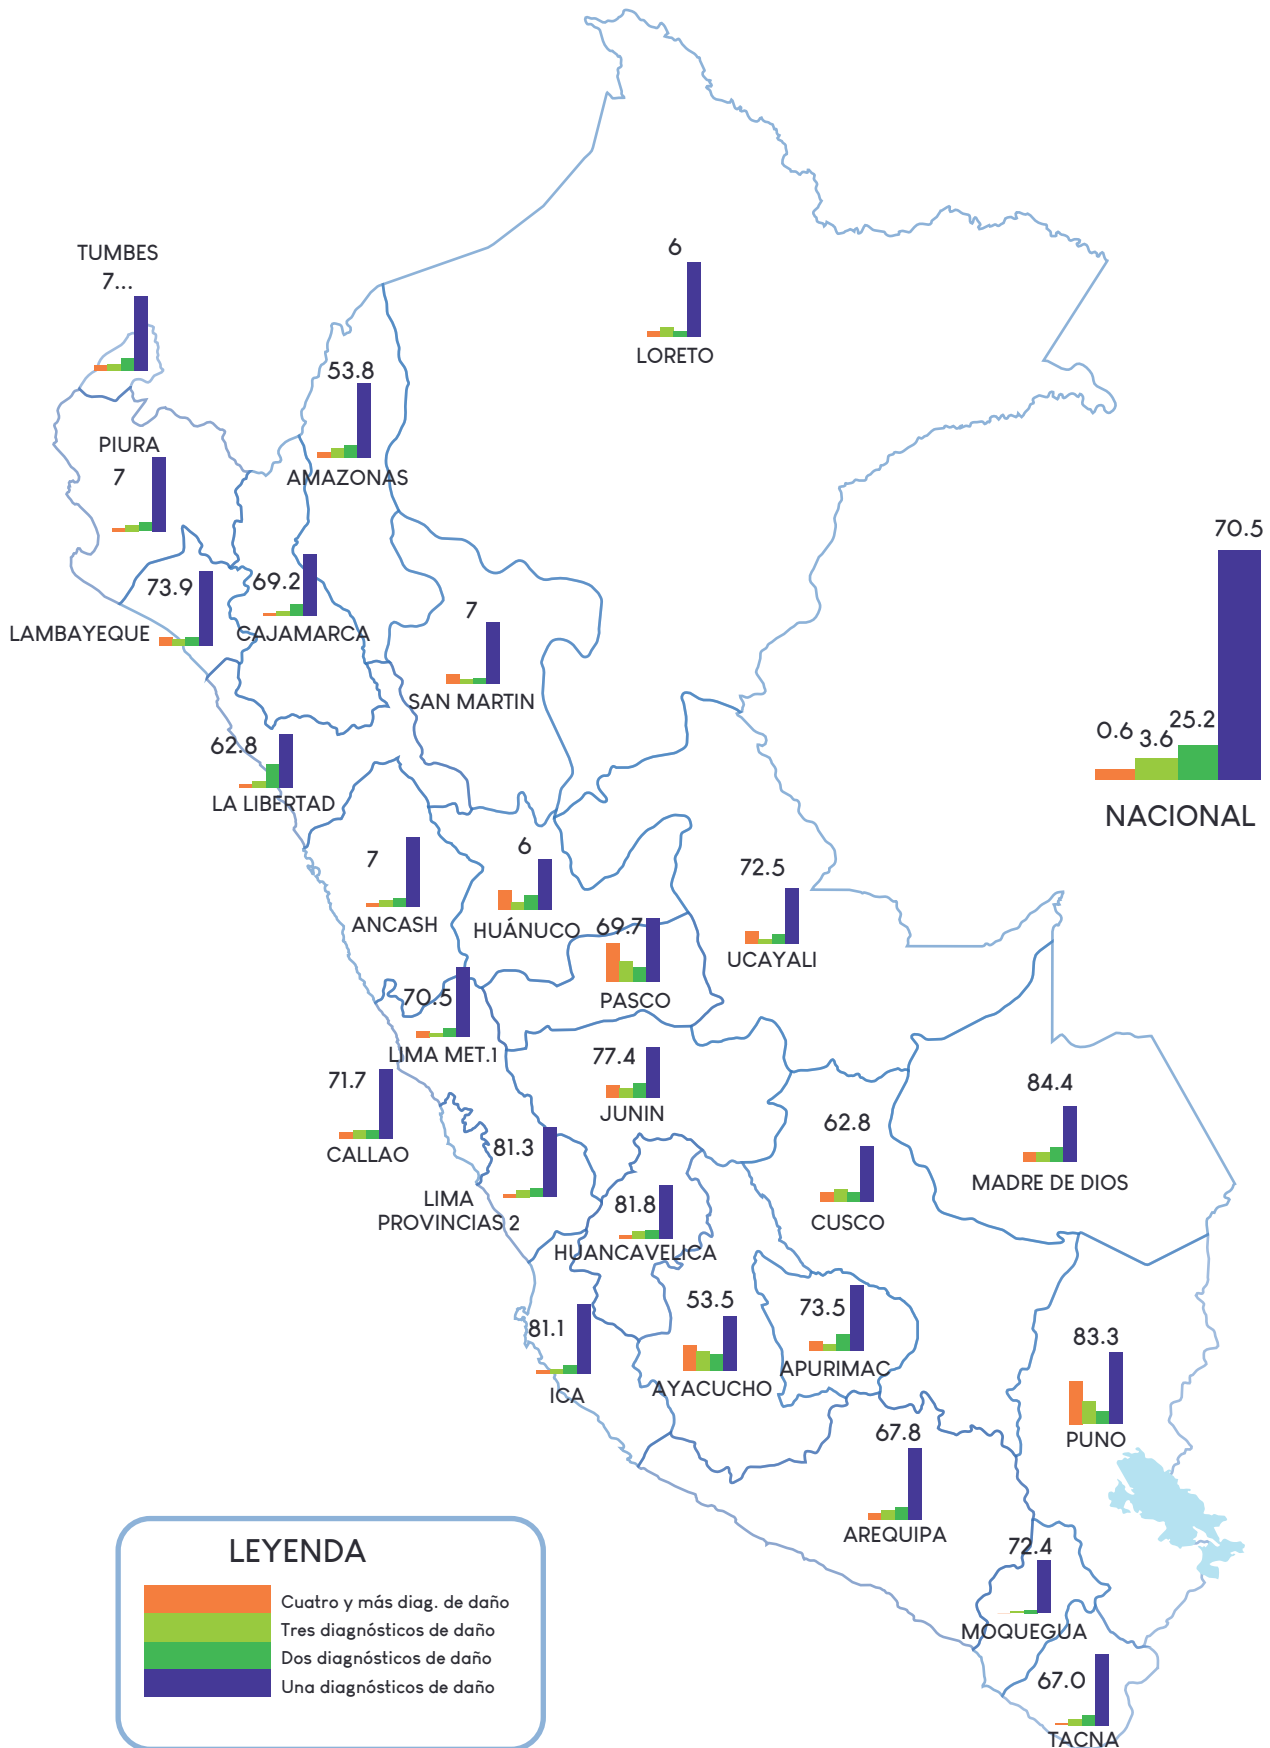 TUMBES
7...
6
LORETO
53.8
AMAZONAS
PIURA
7
70.5
0.6
3.6
25.2
NACIONAL
73.9
LAMBAYEQUE
69.2
CAJAMARCA
7
SAN MARTIN
62.8
LA LIBERTAD
7
ANCASH
6
HUÁNUCO
69.7
PASCO
72.5
UCAYALI
70.5
LIMA MET.1
71.7
CALLAO
77.4
JUNIN
84.4
MADRE DE DIOS
62.8
CUSCO
81.3
LIMA
PROVINCIAS 2
81.8
HUANCAVELICA
81.1
ICA
53.5
AYACUCHO
73.5
APURIMAC
83.3
PUNO
67.8
AREQUIPA
72.4
MOQUEGUA
67.0
TACNA
LEYENDA
Cuatro y más diag. de daño
Tres diagnósticos de daño
Dos diagnósticos de daño
Una diagnósticos de daño